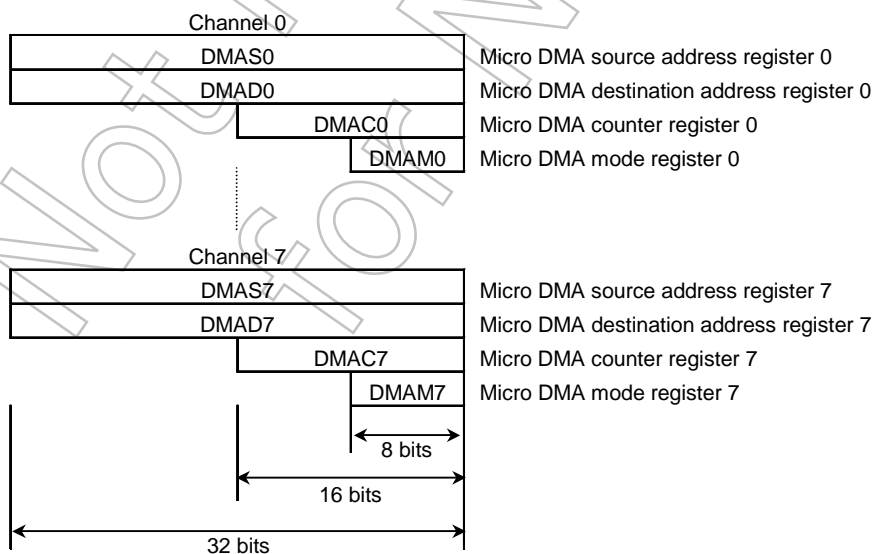 Channel 0
DMAS0 Micro DMA source address register 0
DMAD0 Micro DMA destination address register 0
DMAC0 Micro DMA counter register 0
DMAM0 Micro DMA mode register 0
Channel 7
DMAS7 Micro DMA source address register 7
DMAD7 Micro DMA destination address register 7
DMAC7 Micro DMA counter register 7
DMAM7 Micro DMA mode register 7
8 bits
16 bits
32 bits
Not
for N